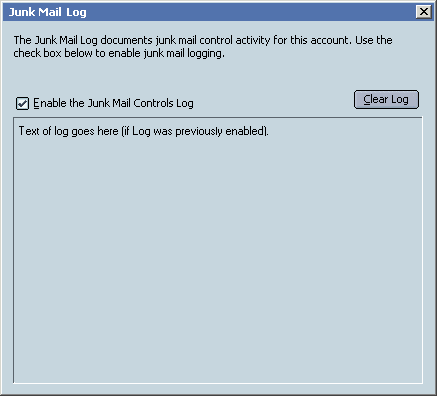 Junk Mail Log
The Junk Mail Log documents junk mail control activity for this account. Use the
check box below to enable junk mail logging.
Enable the Junk Mail Controls Log
Clear Log
Text of log goes here (if Log was previously enabled).